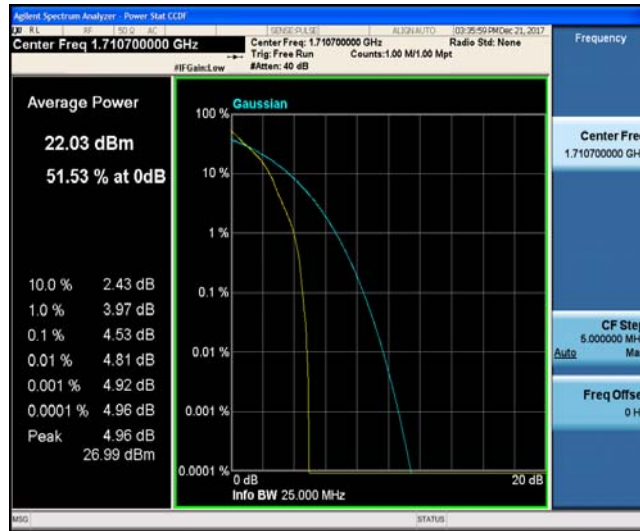 Agilent Spectrum Analyzer - Power Stat CCDF
RL RF 50 Ω AC SENSE:PULSE ALIGN AUTO 03:35:59 PM Dec 21, 2017
Center Freq 1.710700000 GHz
Center Freq: 1.710700000 GHz Radio Std: None
Trig: Free Run Counts:1.00 M/1.00 Mpt
#IFGain:Low #Atten: 40 dB
Frequency
Average Power
22.03 dBm
51.53 % at 0dB
10.0 % 2.43 dB
1.0 % 3.97 dB
0.1 % 4.53 dB
0.01 % 4.81 dB
0.001 % 4.92 dB
0.0001 % 4.96 dB
Peak 4.96 dB
26.99 dBm
Gaussian
100 %
10 %
1 %
0.1 %
0.01 %
0.001 %
0.0001 %
0 dB 20 dB
Info BW 25.000 MHz
Center Fre
1.710700000 GH
CF Step
5.000000 MH
Auto Ma
Freq Offse
0 H
MSG STATUS